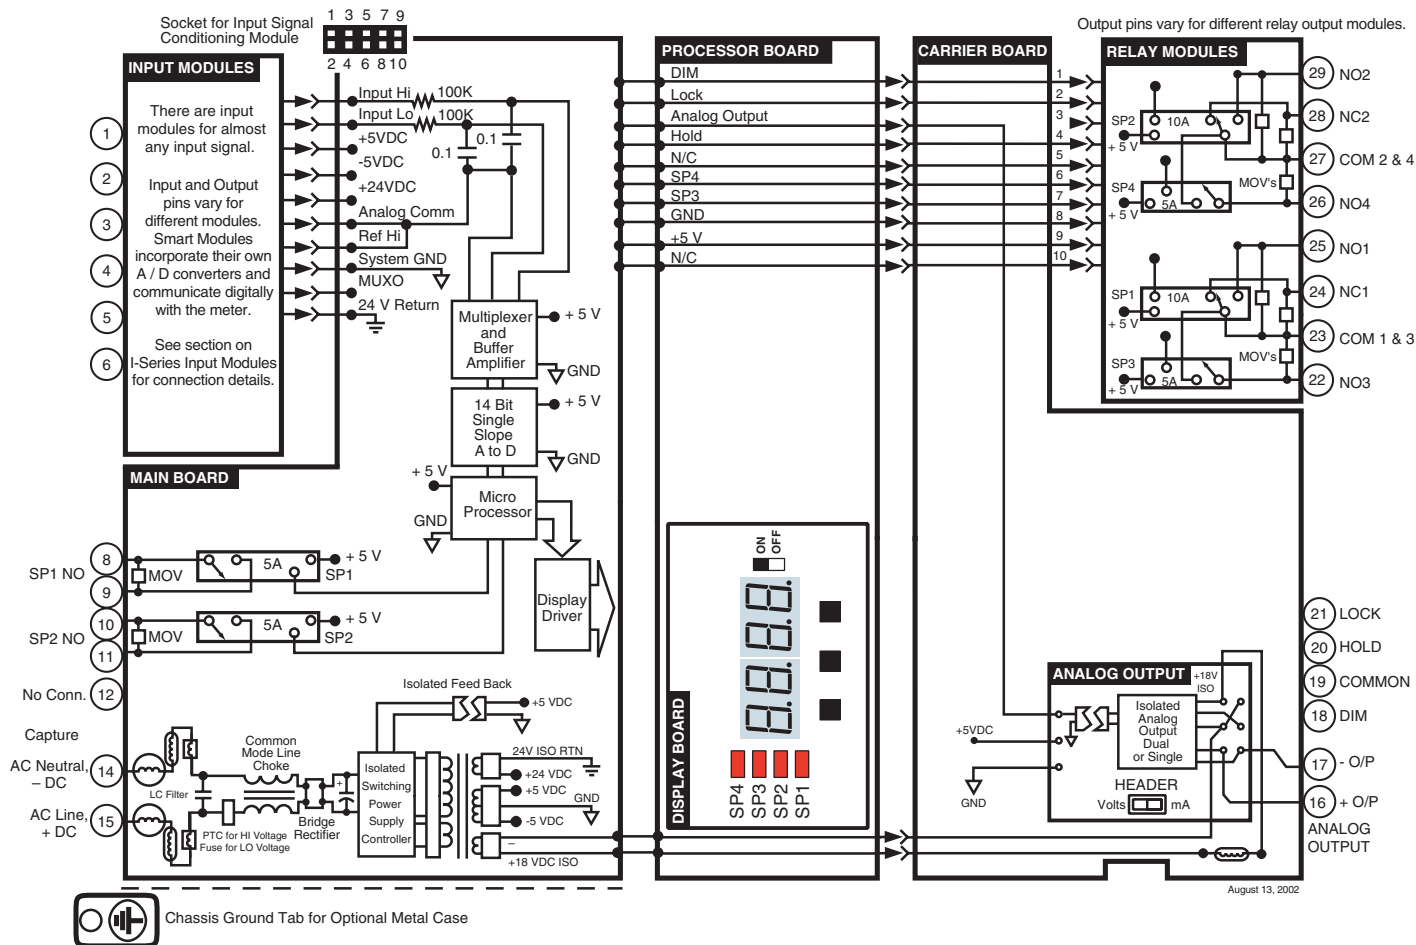 Socket for Input Signal
Conditioning Module
1 3 5 7 9
2 4 6 8 10
Output pins vary for different relay output modules.
INPUT MODULES
There are input
modules for almost
any input signal.
Input and Output
pins vary for
different modules.
Smart Modules
incorporate their own
A / D converters and
communicate digitally
with the meter.
See section on
I-Series Input Modules
for connection details.
1
2
3
4
5
6
Input Hi
100K
Input Lo
100K
+5VDC
-5VDC
+24VDC
Analog Comm
Ref Hi
System GND
MUXO
24 V Return
0.1
0.1
Multiplexer
and
Buffer
Amplifier
+ 5 V
GND
14 Bit
Single
Slope
A to D
+ 5 V
GND
+ 5 V
GND
Micro
Processor
Display
Driver
MAIN BOARD
SP1 NO
8
9
MOV
5A
+ 5 V
SP1
SP2 NO
10
11
MOV
5A
+ 5 V
SP2
No Conn.
12
Capture
AC Neutral,
– DC
14
AC Line,
+ DC
15
LC Filter
Common
Mode Line
Choke
PTC for HI Voltage
Fuse for LO Voltage
Bridge
Rectifier
+
Isolated Feed Back
+5 VDC
Isolated
Switching
Power
Supply
Controller
24V ISO RTN
+24 VDC
+5 VDC
GND
-5 VDC
–
+18 VDC ISO
Chassis Ground Tab for Optional Metal Case
PROCESSOR BOARD
DIM
Lock
Analog Output
Hold
N/C
SP4
SP3
GND
+5 V
N/C
DISPLAY BOARD
ON
OFF
SP4
SP3
SP2
SP1
CARRIER BOARD
1
2
3
4
5
6
7
8
9
10
RELAY MODULES
SP2
+ 5 V
10A
SP4
+ 5 V
5A
MOV's
SP1
+ 5 V
10A
SP3
+ 5 V
5A
MOV's
29 NO2
28 NC2
27 COM 2 & 4
26 NO4
25 NO1
24 NC1
23 COM 1 & 3
22 NO3
21 LOCK
20 HOLD
19 COMMON
18 DIM
17 - O/P
16 + O/P
ANALOG
OUTPUT
ANALOG OUTPUT
+18V
ISO
Isolated
Analog
Output
Dual
or Single
+5VDC
GND
HEADER
Volts
mA
August 13, 2002